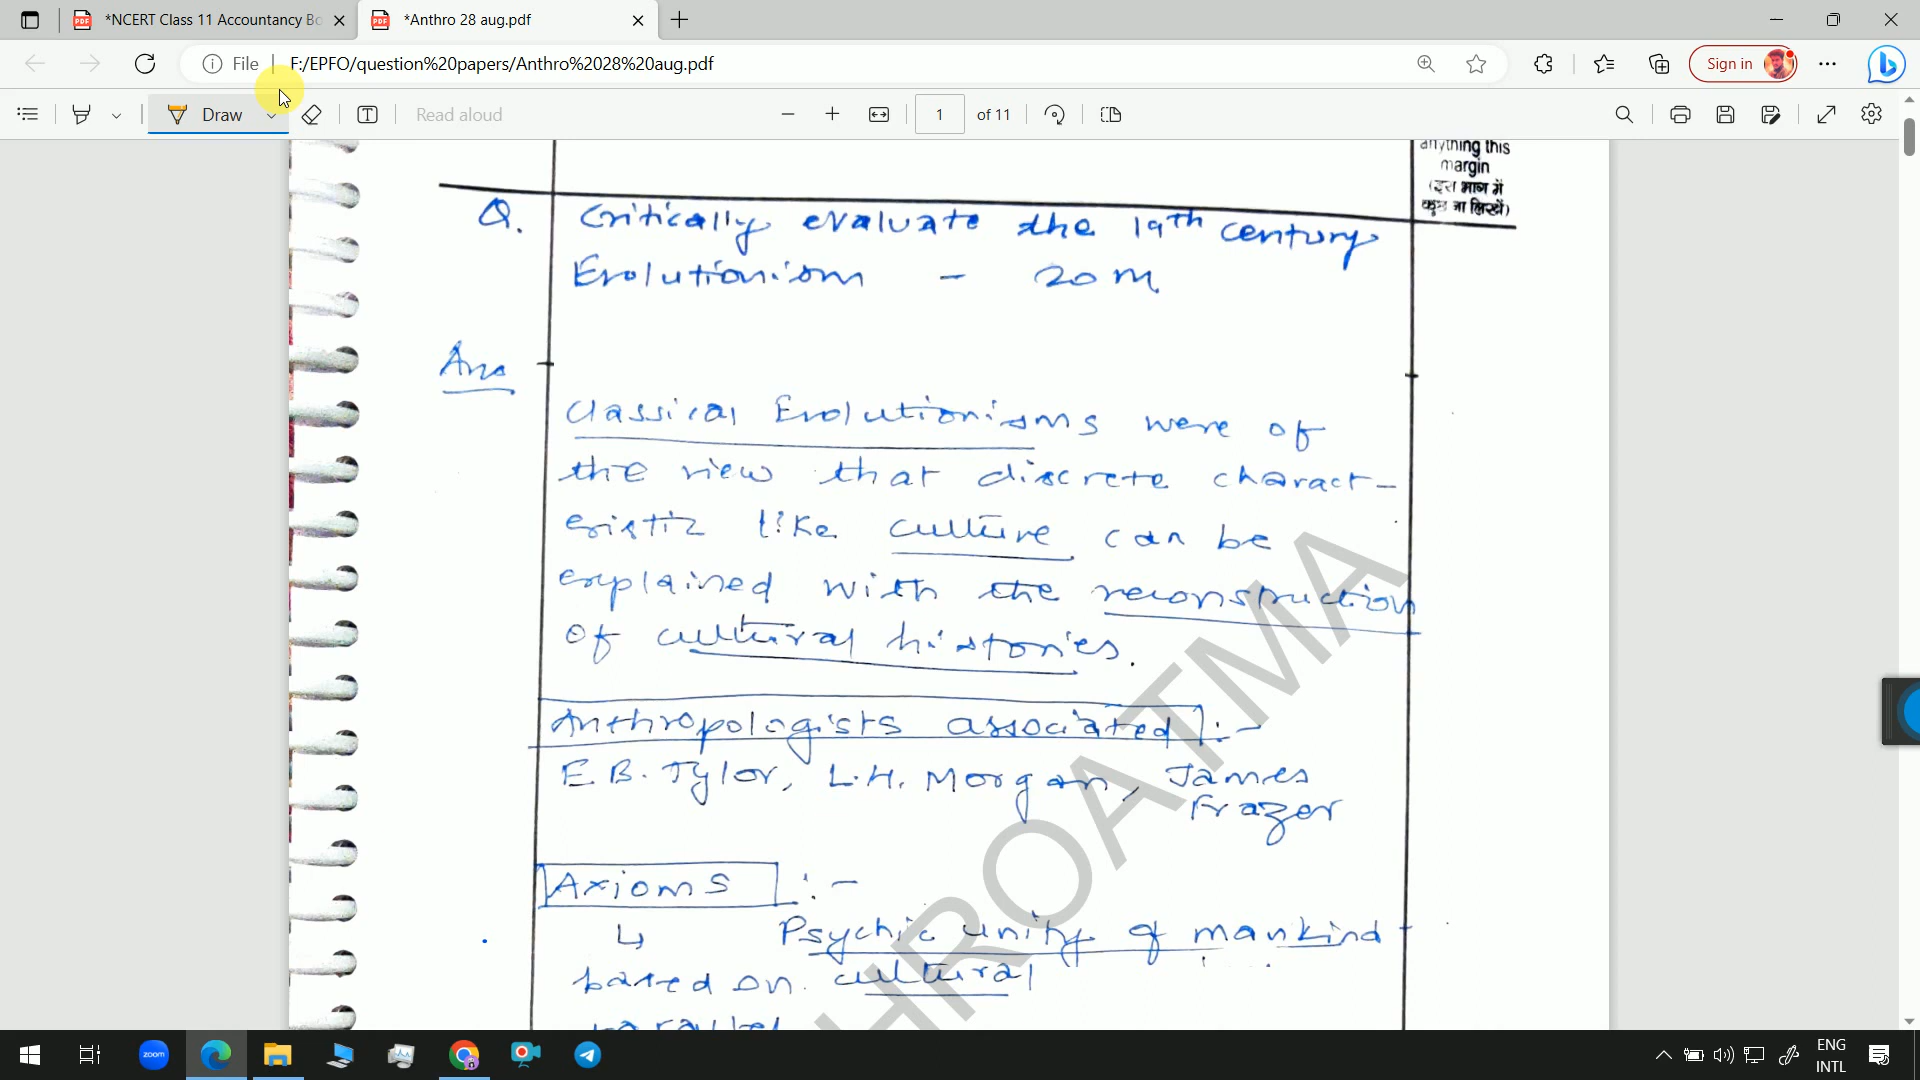 *NCERT Class 11 Accountancy Bo
*Anthro 28 aug.pdf
File
F:/EPFO/question%20papers/Anthro%2028%20aug.pdf
Sign in
Draw
Read aloud
1
of 11
anything this
margin
(इस भाग में
कुछ ना लिखें)
Q. Critically evaluate the 19th century
Evolutionism - 20 m
Ans
Classical Evolutionisms were of
the view that discrete charact-
eristic like culture can be
explained with the reconstruction
of cultural histories.
Anthropologists associated :-
E.B. Tylor, L.H. Morgan, James
Frazer
Axioms :-
↳ Psychic unity of mankind
based on cultural
parallel
HROATMA
zoom
ENG
INTL